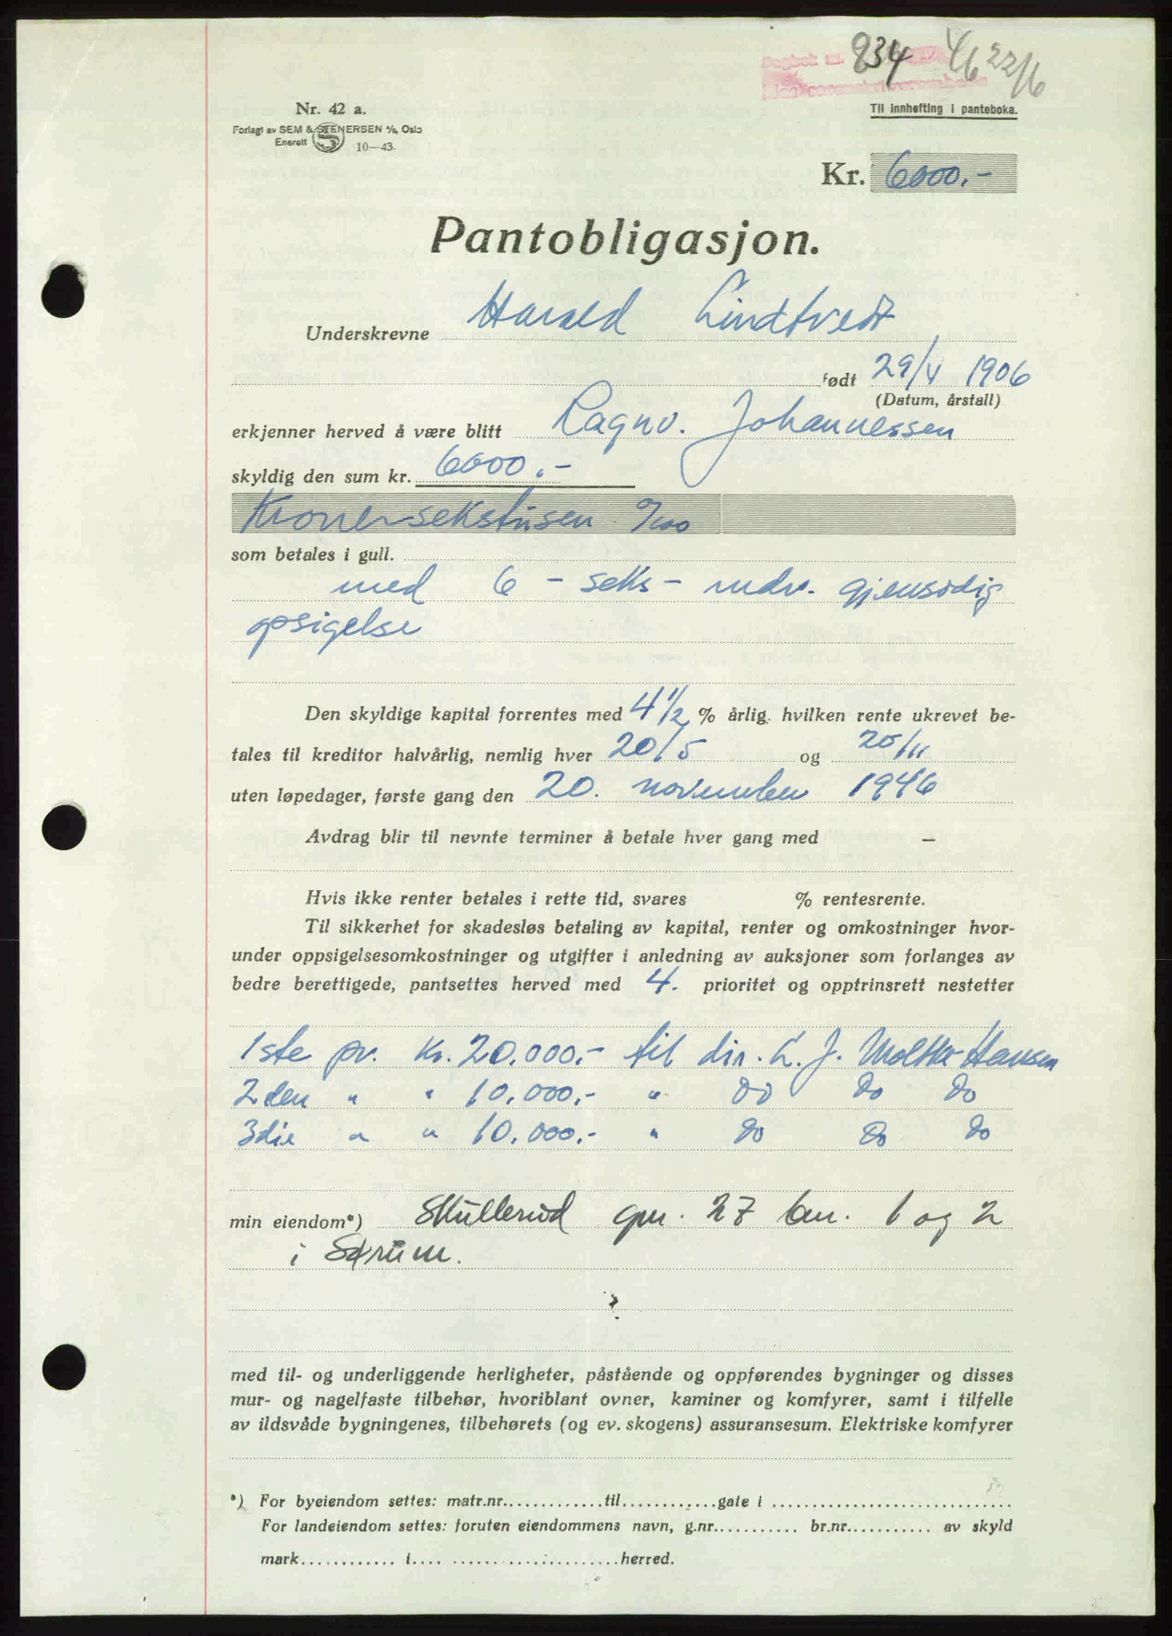 834 4/6 22/6
Nr. 42 a.
Forlagt av SEM & STENERSEN A/S, Oslo
Enerett 10—43.
Til innhefting i panteboka.
Kr. 6000.-
Pantobligasjon.
Underskrevne Harald Lindtvedt
født 29/4 1906
(Datum, årstall)
erkjenner herved å være blitt Ragnv. Johannessen
skyldig den sum kr. 6000.-
Kroner sekstusen 0/100
som betales i gull.
med 6 - seks - mdrs. gjensidig
opsigelse
Den skyldige kapital forrentes med 4 1/2 % årlig, hvilken rente ukrevet be-
tales til kreditor halvårlig, nemlig hver 20/5 og 20/11
uten løpedager, første gang den 20. november 1946
Avdrag blir til nevnte terminer å betale hver gang med —
Hvis ikke renter betales i rette tid, svares % rentesrente.
Til sikkerhet for skadesløs betaling av kapital, renter og omkostninger hvor-
under oppsigelsesomkostninger og utgifter i anledning av auksjoner som forlanges av
bedre berettigede, pantsettes herved med 4. prioritet og opptrinsrett nestetter
1ste pr. Kr. 20.000.- til dir. L. J. Moltke-Hansen
2den " " 10.000.- " do do do
3die " " 10.000.- " do do do
min eiendom*) Skullerud gnr. 27 bnr. 1 og 2
i Sørum.
med til- og underliggende herligheter, påstående og oppførendes bygninger og disses
mur- og nagelfaste tilbehør, hvoriblant ovner, kaminer og komfyrer, samt i tilfelle
av ildsvåde bygningenes, tilbehørets (og ev. skogens) assuransesum. Elektriske komfyrer
*) For byeiendom settes: matr.nr.............til............gate i ..............................
For landeiendom settes: foruten eiendommens navn, g.nr........... br.nr........... av skyld
mark............ i.... .....................herred.